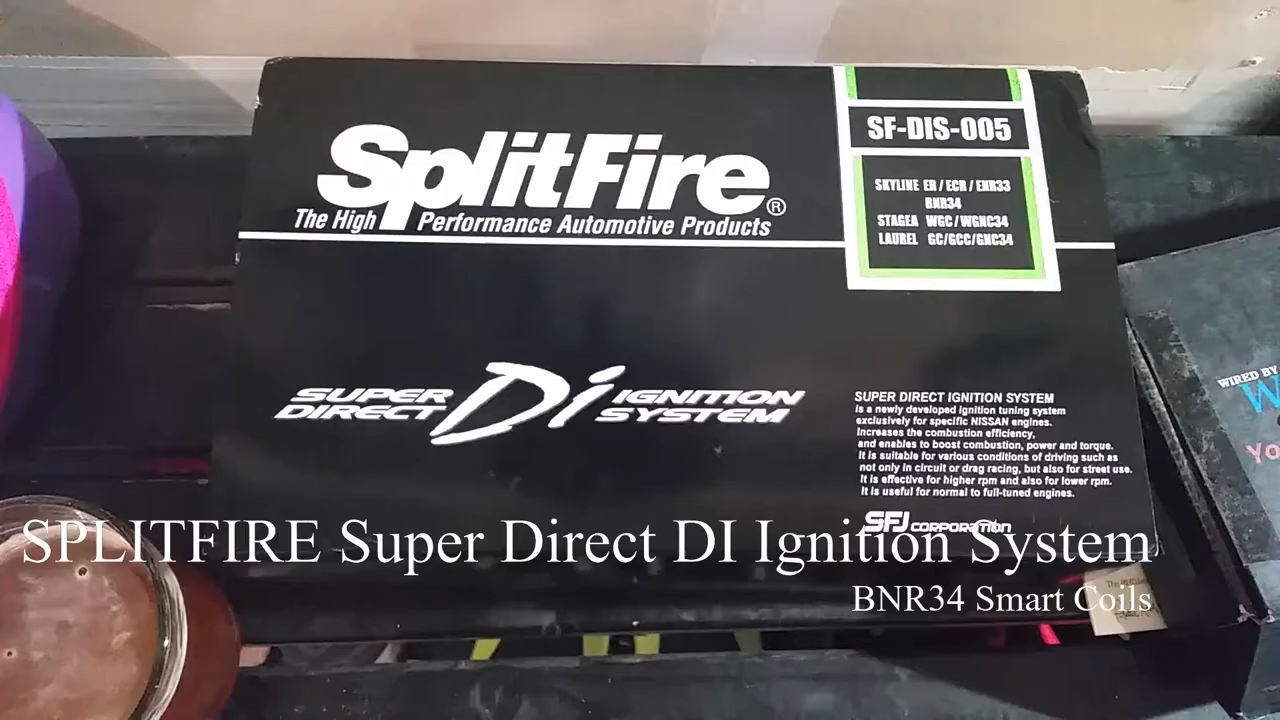 SplitFire®
The High Performance Automotive Products
SF-DIS-005
SKYLINE ER / ECR / ENR33
BNR34
STAGEA WGC / WGNC34
LAUREL GC/GCC/GNC34
SUPER DIRECT Di IGNITION SYSTEM
SUPER DIRECT IGNITION SYSTEM
is a newly developed ignition tuning system
exclusively for specific NISSAN engines.
Increases the combustion efficiency,
and enables to boost combustion, power and torque.
It is suitable for various conditions of driving such as
not only in circuit or drag racing, but also for street use.
It is effective for higher rpm and also for lower rpm.
It is useful for normal to full-tuned engines.
SFJ CORPORATION
WIRED BY
SPLITFIRE Super Direct DI Ignition System
BNR34 Smart Coils